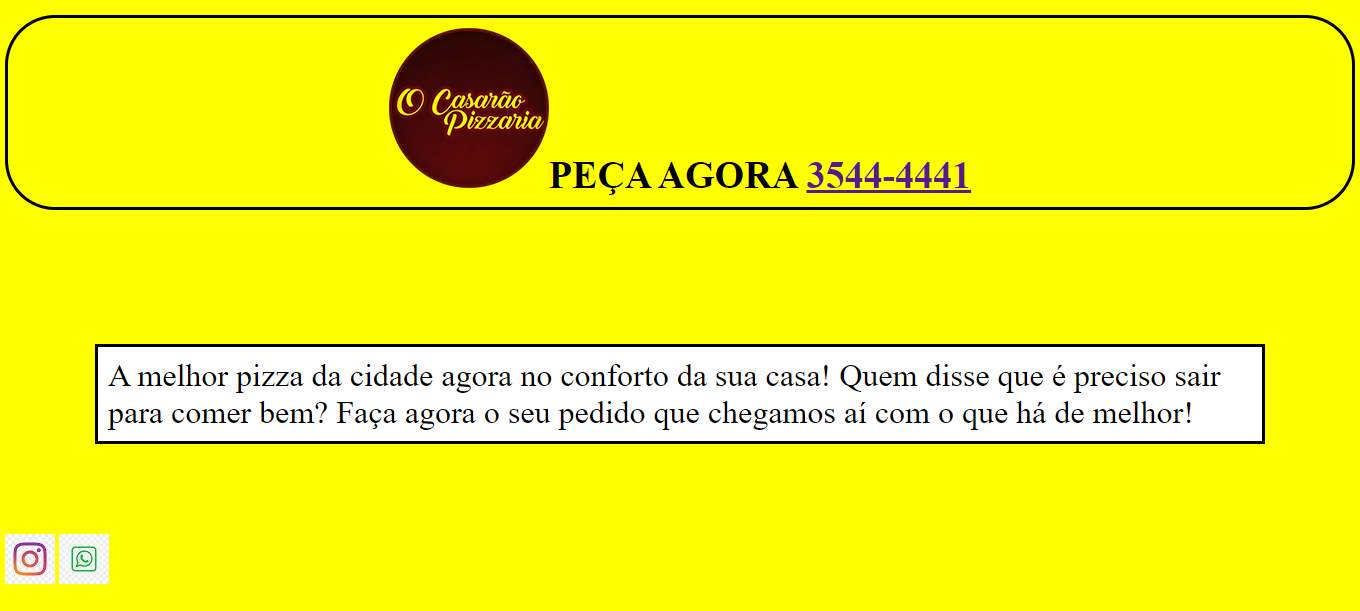 O Casarão
Pizzaria
PEÇA AGORA 3544-4441
A melhor pizza da cidade agora no conforto da sua casa! Quem disse que é preciso sair
para comer bem? Faça agora o seu pedido que chegamos aí com o que há de melhor!